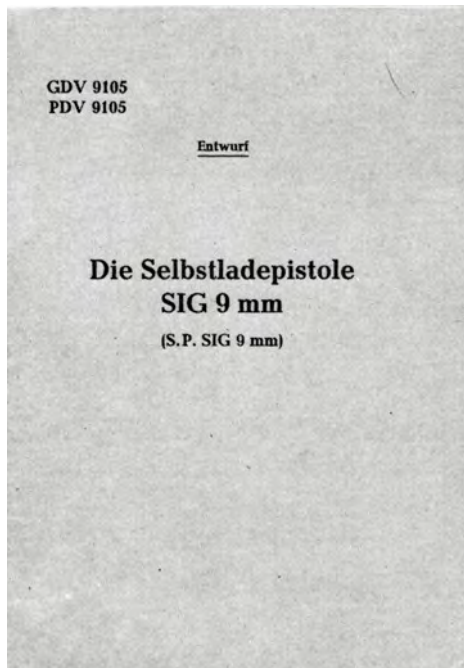 GDV 9105
PDV 9105
Entwurf
Die Selbstladepistole
SIG 9 mm
(S.P. SIG 9 mm)